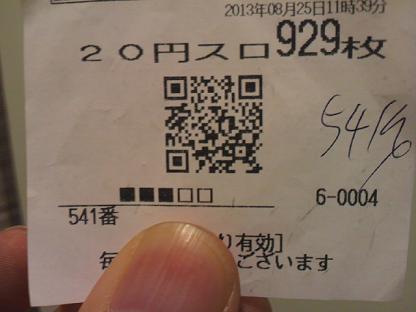 2013年08月25日11時39分
20円スロ929枚
541番
6-0004
り有効]
毎
ございます